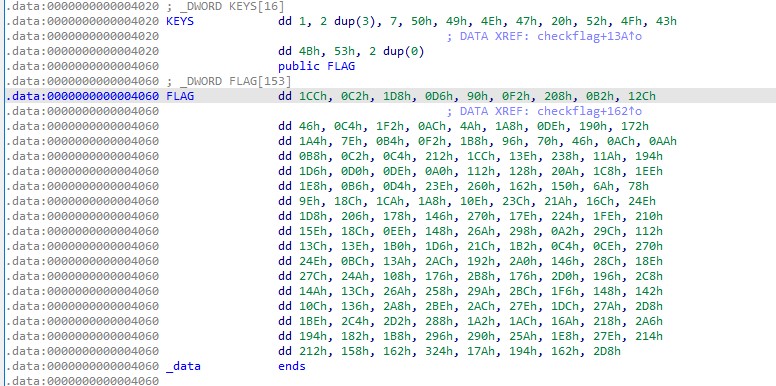 .data:0000000000004020 ; _DWORD KEYS[16]
.data:0000000000004020 KEYS dd 1, 2 dup(3), 7, 50h, 49h, 4Eh, 47h, 20h, 52h, 4Fh, 43h
.data:0000000000004020 ; DATA XREF: checkflag+13A↑o
.data:0000000000004020 dd 4Bh, 53h, 2 dup(0)
.data:0000000000004060 public FLAG
.data:0000000000004060 ; _DWORD FLAG[153]
.data:0000000000004060 FLAG dd 1CCh, 0C2h, 1D8h, 0D6h, 90h, 0F2h, 208h, 0B2h, 12Ch
.data:0000000000004060 ; DATA XREF: checkflag+162↑o
.data:0000000000004060 dd 46h, 0C4h, 1F2h, 0ACh, 4Ah, 1A8h, 0DEh, 190h, 172h
.data:0000000000004060 dd 1A4h, 7Eh, 0B4h, 0F2h, 1B8h, 96h, 70h, 46h, 0ACh, 0AAh
.data:0000000000004060 dd 0B8h, 0C2h, 0C4h, 212h, 1CCh, 13Eh, 238h, 11Ah, 194h
.data:0000000000004060 dd 1D6h, 0D0h, 0DEh, 0A0h, 112h, 128h, 20Ah, 1C8h, 1EEh
.data:0000000000004060 dd 1E8h, 0B6h, 0D4h, 23Eh, 260h, 162h, 150h, 6Ah, 78h
.data:0000000000004060 dd 9Eh, 18Ch, 1CAh, 1A8h, 10Eh, 23Ch, 21Ah, 16Ch, 24Eh
.data:0000000000004060 dd 1D8h, 206h, 178h, 146h, 270h, 17Eh, 224h, 1FEh, 210h
.data:0000000000004060 dd 15Eh, 18Ch, 0EEh, 148h, 26Ah, 298h, 0A2h, 29Ch, 112h
.data:0000000000004060 dd 13Ch, 13Eh, 1B0h, 1D6h, 21Ch, 1B2h, 0C4h, 0CEh, 270h
.data:0000000000004060 dd 24Eh, 0BCh, 13Ah, 2ACh, 192h, 2A0h, 146h, 28Ch, 18Eh
.data:0000000000004060 dd 27Ch, 24Ah, 108h, 176h, 2B8h, 176h, 2D0h, 196h, 2C8h
.data:0000000000004060 dd 14Ah, 13Ch, 26Ah, 258h, 29Ah, 2BCh, 1F6h, 148h, 142h
.data:0000000000004060 dd 10Ch, 136h, 2A8h, 2BEh, 2ACh, 27Eh, 1DCh, 27Ah, 2D8h
.data:0000000000004060 dd 1BEh, 2C4h, 2D2h, 288h, 1A2h, 1ACh, 16Ah, 218h, 2A6h
.data:0000000000004060 dd 194h, 182h, 1B8h, 296h, 290h, 25Ah, 1E8h, 27Eh, 214h
.data:0000000000004060 dd 212h, 158h, 162h, 324h, 17Ah, 194h, 162h, 2D8h
.data:0000000000004060 _data ends
.data:0000000000004060